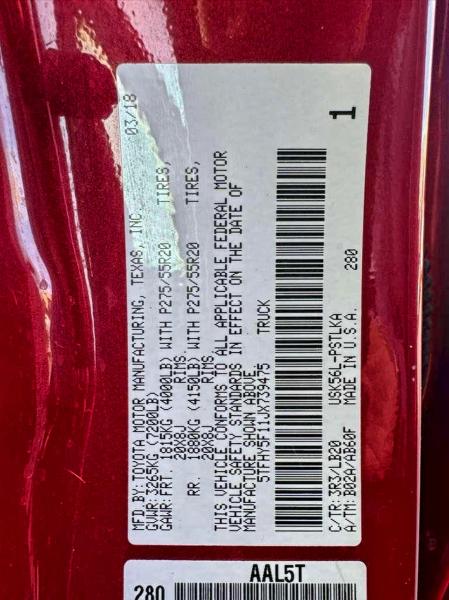 MFD.BY:TOYOTA MOTOR MANUFACTURING, TEXAS, INC. 03/18
GVWR:3265KG (7200LB)
GAWR: FRT. 1815KG (4000LB) WITH P275/55R20 TIRES,
20X8J RIMS.
RR. 1880KG (4150LB) WITH P275/55R20 TIRES,
20X8J RIMS.
THIS VEHICLE CONFORMS TO ALL APPLICABLE FEDERAL MOTOR
VEHICLE SAFETY STANDARDS IN EFFECT ON THE DATE OF
MANUFACTURE SHOWN ABOVE.
5TFHY5F11JX739475 TRUCK
C/TR:3R3/LB20 USK56L-PSTLKA 280
A/TM:B02A/AB60F MADE IN U.S.A.
1
AAL5T
280